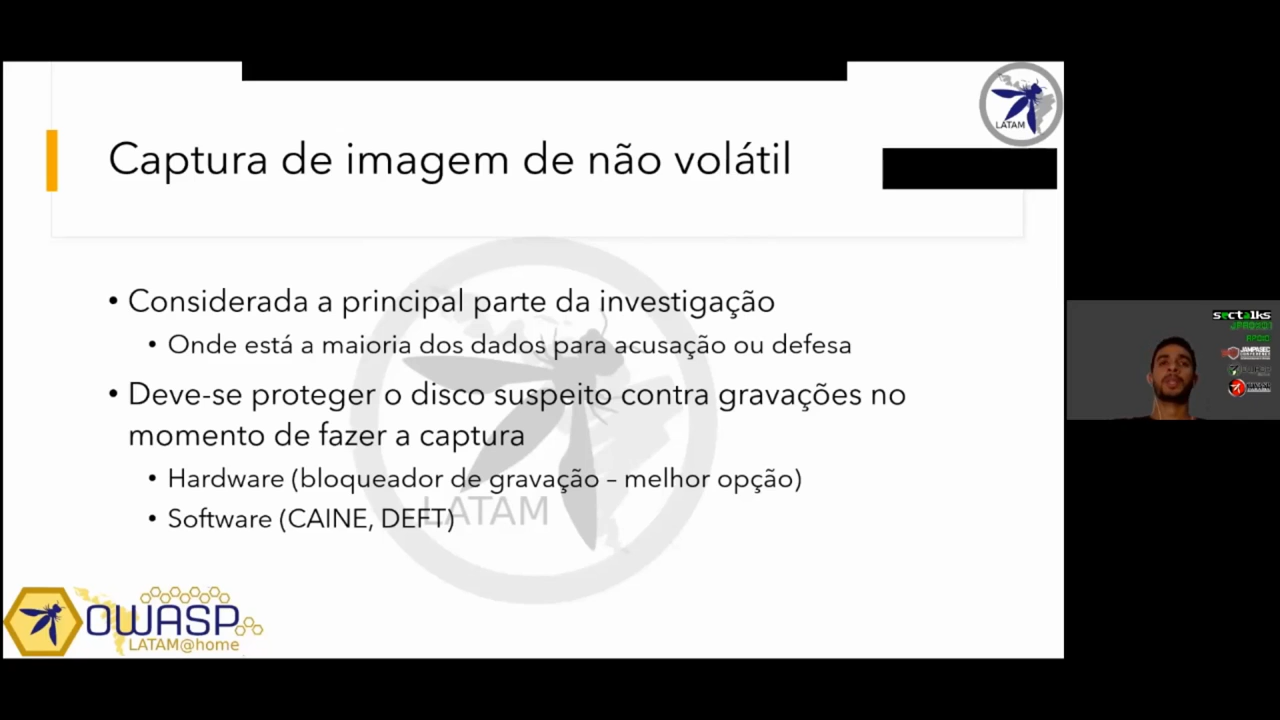 LATAM
Captura de imagem de não volátil
• Considerada a principal parte da investigação
• Onde está a maioria dos dados para acusação ou defesa
• Deve-se proteger o disco suspeito contra gravações no
momento de fazer a captura
• Hardware (bloqueador de gravação – melhor opção)
• Software (CAINE, DEFT)
LATAM
OWASP
LATAM@home
sectalks
APOIO
JAMPASEC